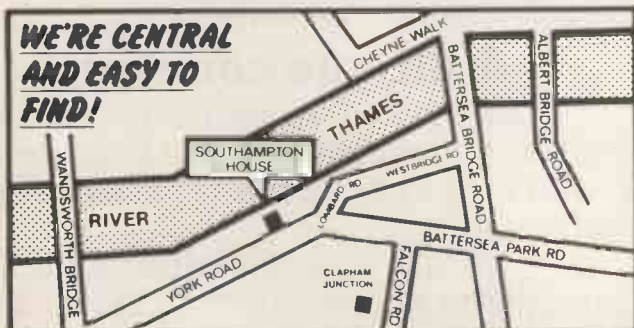 WE'RE CENTRAL
AND EASY TO
FIND!
CHEYNE WALK
BATTERSEA BRIDGE ROAD
ALBERT BRIDGE ROAD
THAMES
SOUTHAMPTON
HOUSE
WANDSWORTH BRIDGE
RIVER
LOMBARD RD
WESTBRIDGE RD
BATTERSEA PARK RD
YORK ROAD
CLAPHAM
JUNCTION
FALCON RD